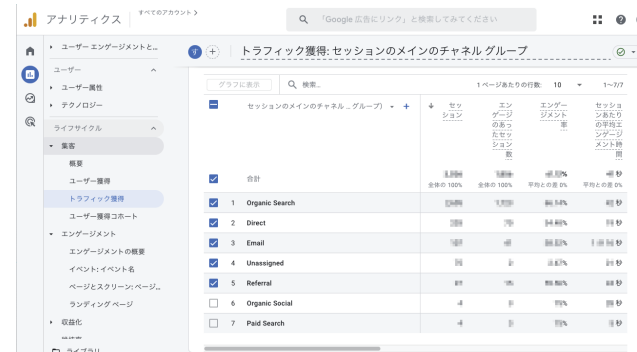 アナリティクス
すべてのアカウント >
「Google 広告にリンク」と検索してみてください
ユーザー エンゲージメントと...
ユーザー
ユーザー属性
テクノロジー
ライフサイクル
集客
概要
ユーザー獲得
トラフィック獲得
ユーザー獲得コホート
エンゲージメント
エンゲージメントの概要
イベント: イベント名
ページとスクリーン: ページ...
ランディング ページ
収益化
ライブラリ
す
トラフィック獲得: セッションのメインのチャネル グループ
グラフに表示
検索...
1 ページあたりの行数: 10
1~7/7
セッションのメインのチャネル ...グループ)
セッション
エンゲージのあったセッション数
エンゲージメント率
セッションあたりの平均エンゲージメント時間
合計
全体の 100%
全体の 100%
平均との差 0%
平均との差 0%
1 Organic Search
2 Direct
3 Email
4 Unassigned
5 Referral
6 Organic Social
7 Paid Search